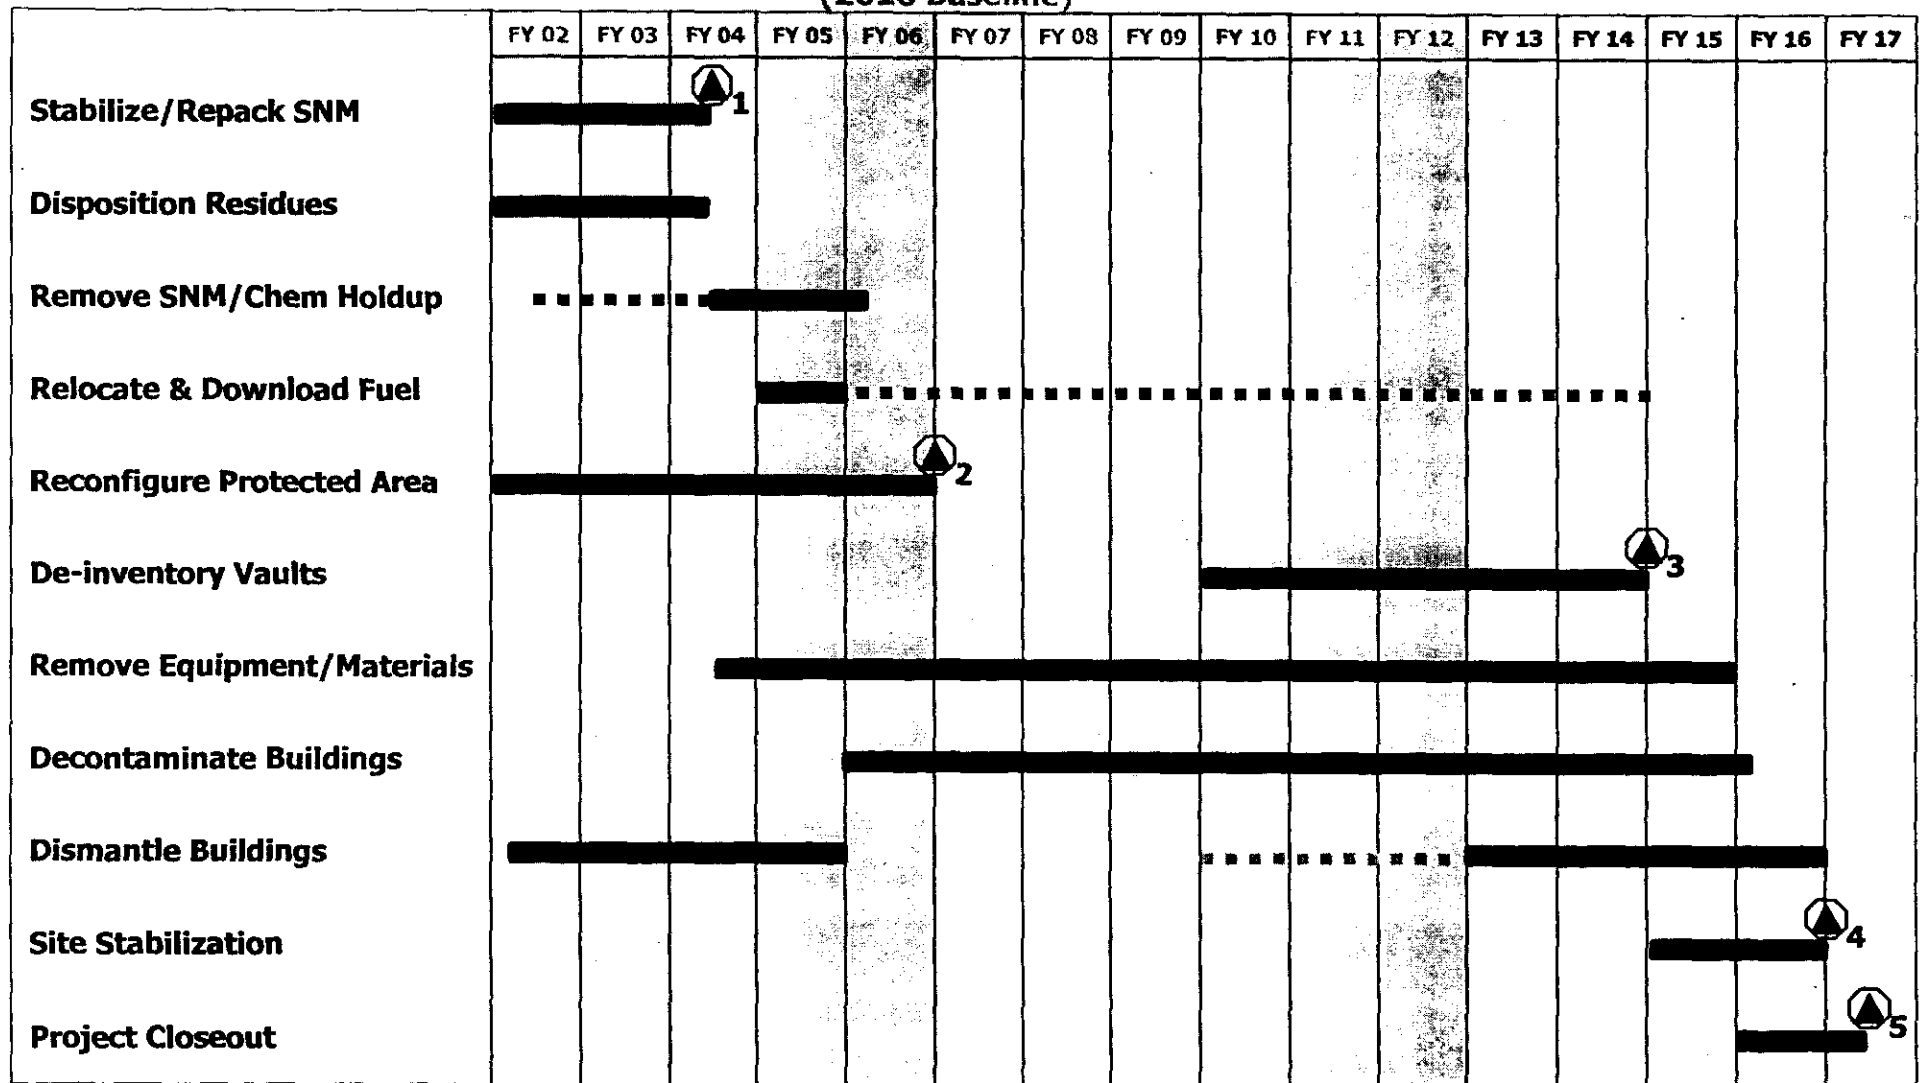 (2016 Baseline)
FY 02 FY 03 FY 04 FY 05 FY 06 FY 07 FY 08 FY 09 FY 10 FY 11 FY 12 FY 13 FY 14 FY 15 FY 16 FY 17
Stabilize/Repack SNM 1
Disposition Residues
Remove SNM/Chem Holdup
Relocate & Download Fuel
Reconfigure Protected Area 2
De-inventory Vaults 3
Remove Equipment/Materials
Decontaminate Buildings
Dismantle Buildings
Site Stabilization 4
Project Closeout 5